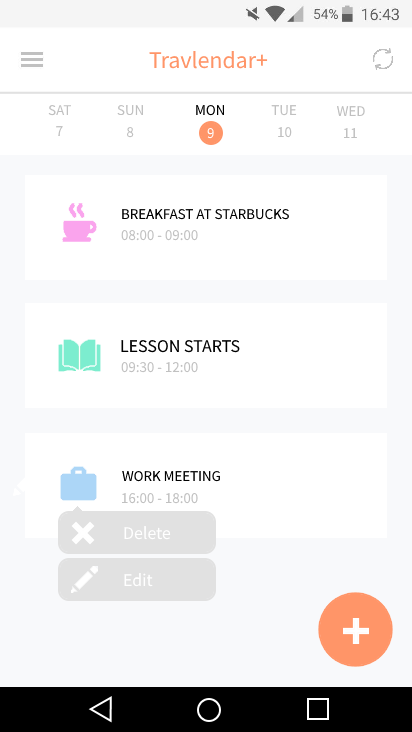 54% 16:43
Travlendar+
SAT SUN MON TUE WED
7 8 9 10 11
BREAKFAST AT STARBUCKS
08:00 - 09:00
LESSON STARTS
09:30 - 12:00
WORK MEETING
16:00 - 18:00
Delete
Edit